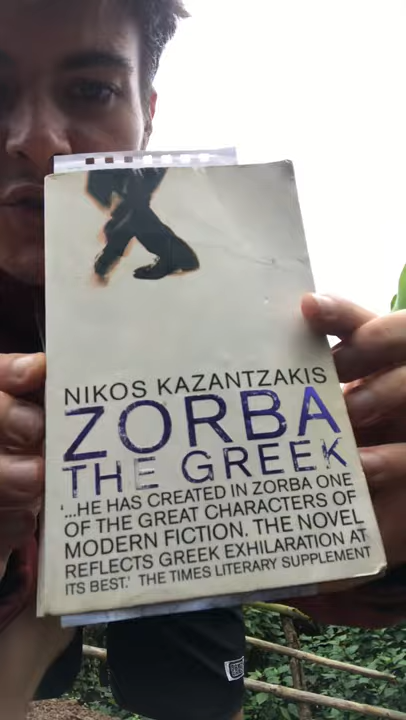 NIKOS KAZANTZAKIS
ZORBA
THE GREEK
'...HE HAS CREATED IN ZORBA ONE
OF THE GREAT CHARACTERS OF
MODERN FICTION. THE NOVEL
REFLECTS GREEK EXHILARATION AT
ITS BEST.' THE TIMES LITERARY SUPPLEMENT